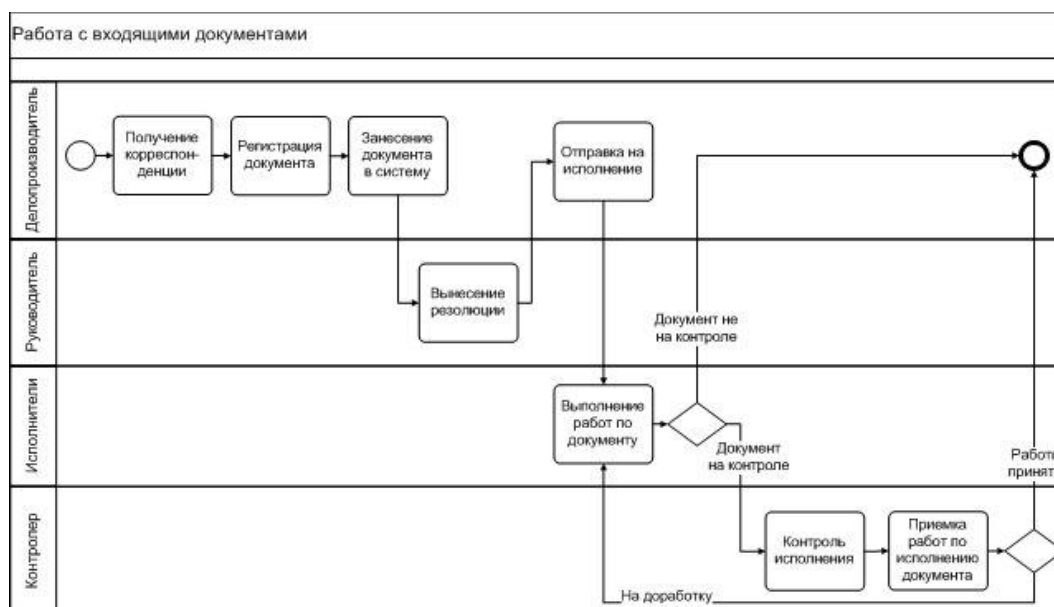 Работа с входящими документами
Делопроизводитель
Получение
корреспон-
денции
Регистрация
документа
Занесение
документа
в систему
Отправка на
исполнение
Руководитель
Вынесение
резолюции
Документ не
на контроле
Исполнители
Выполнение
работ по
документу
Документ
на контроле
Работы
принят
Контролер
Контроль
исполнения
Приемка
работ по
исполнению
документа
На доработку